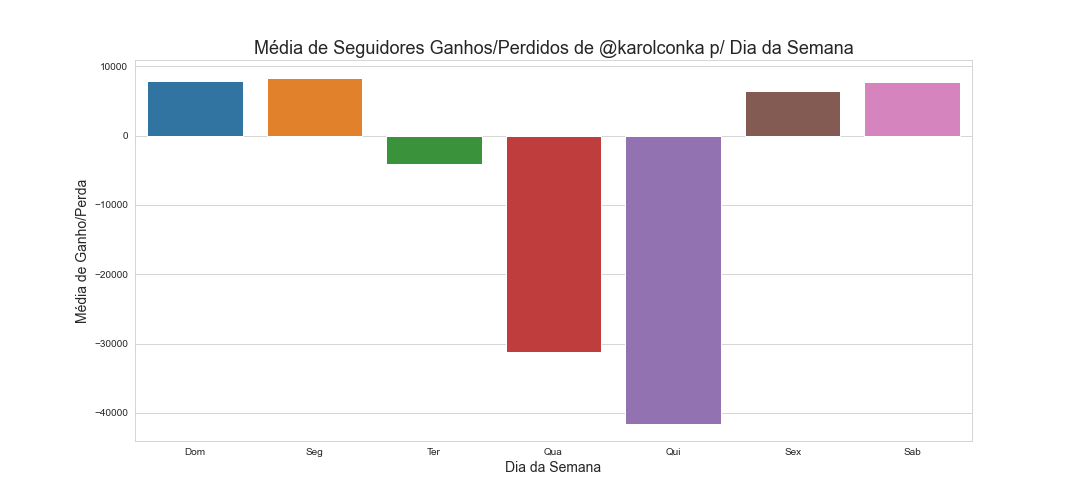 Média de Seguidores Ganhos/Perdidos de @karolconka p/ Dia da Semana
Média de Ganho/Perda
10000
0
−10000
−20000
−30000
−40000
Dom Seg Ter Qua Qui Sex Sab
Dia da Semana